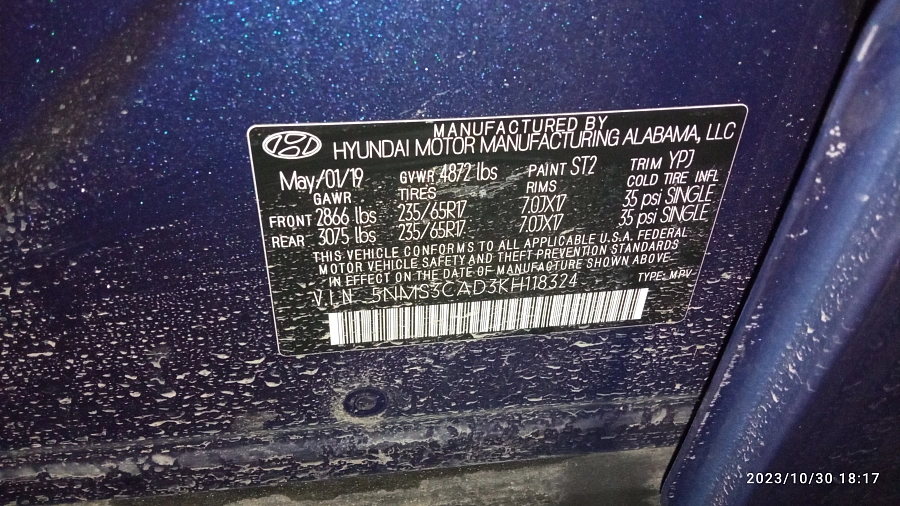 MANUFACTURED BY
HYUNDAI MOTOR MANUFACTURING ALABAMA, LLC
May/01/19 GVWR 4872 lbs PAINT ST2 TRIM YPJ
GAWR TIRES RIMS COLD TIRE INFL
FRONT 2866 lbs 235/65R17 7.0JX17 35 psi SINGLE
REAR 3075 lbs 235/65R17 7.0JX17 35 psi SINGLE
THIS VEHICLE CONFORMS TO ALL APPLICABLE U.S.A. FEDERAL
MOTOR VEHICLE SAFETY AND THEFT PREVENTION STANDARDS
IN EFFECT ON THE DATE OF MANUFACTURE SHOWN ABOVE.
VIN 5NMS3CAD3KH118324 TYPE: MPV
2023/10/30 18:17